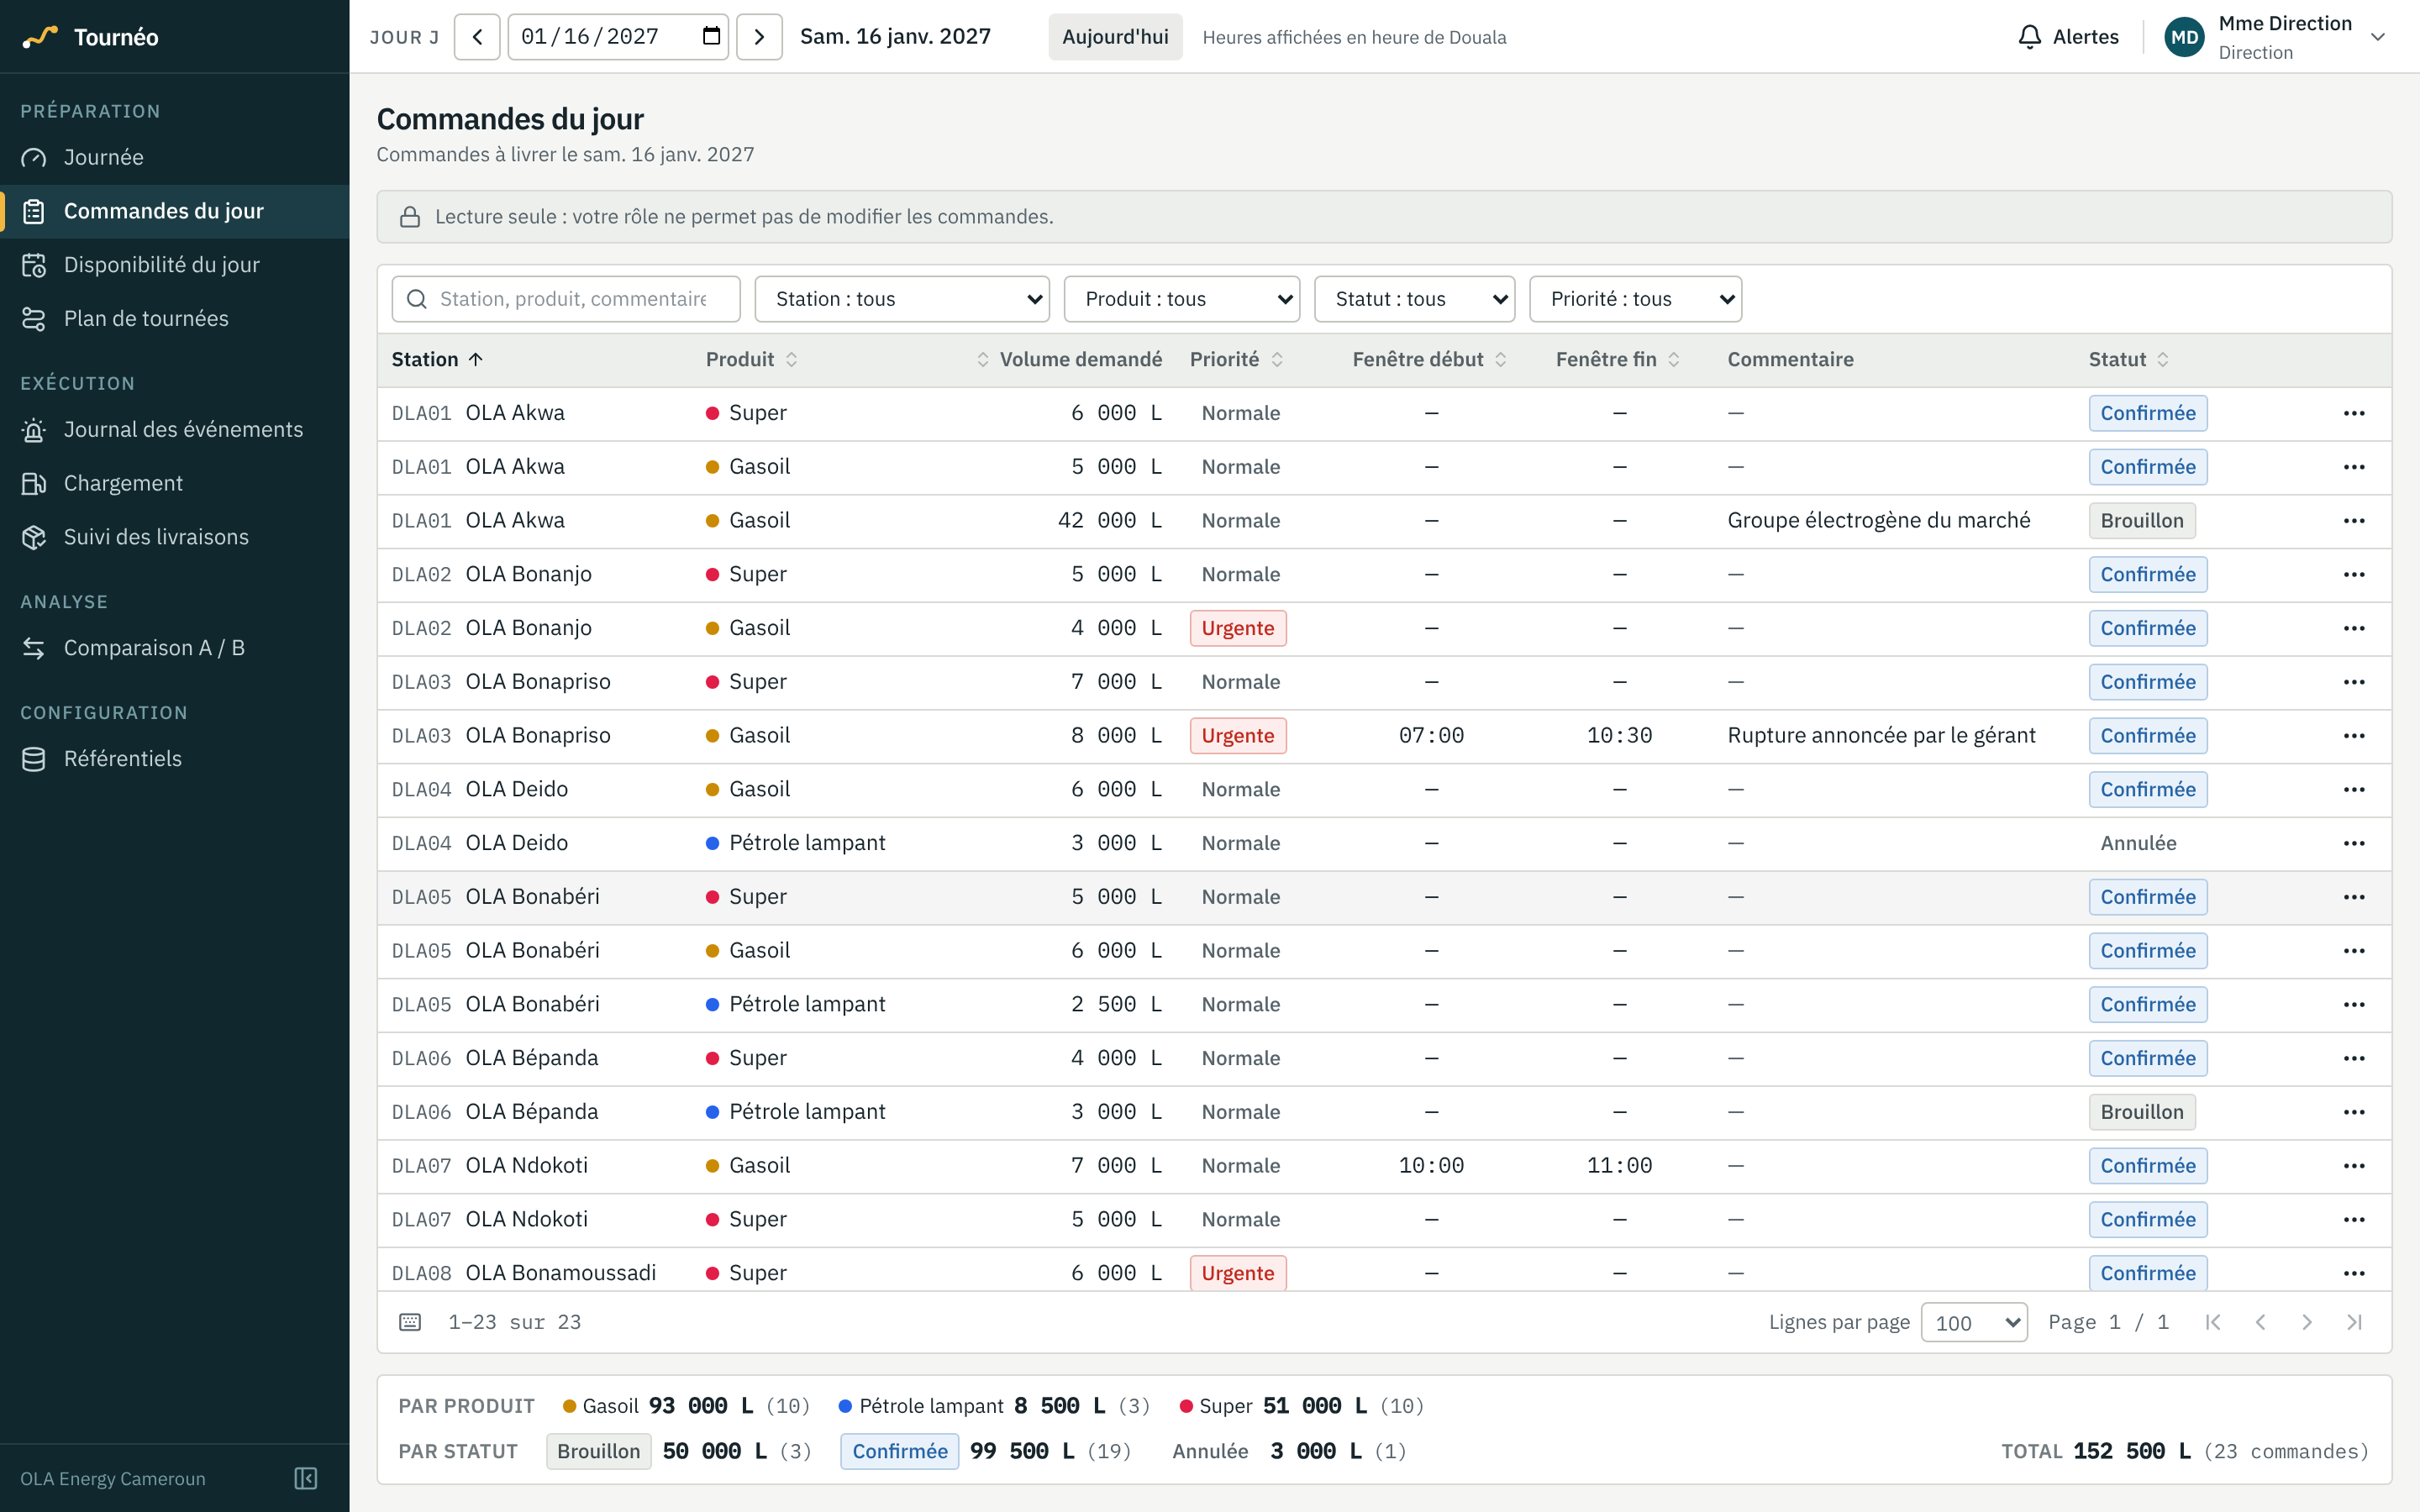 Tournéo
JOUR J 01/16/2027 Sam. 16 janv. 2027 Aujourd'hui Heures affichées en heure de Douala Alertes MD Mme Direction
Direction
PRÉPARATION
Journée
Commandes du jour
Disponibilité du jour
Plan de tournées
EXÉCUTION
Journal des événements
Chargement
Suivi des livraisons
ANALYSE
Comparaison A / B
CONFIGURATION
Référentiels
OLA Energy Cameroun
Commandes du jour
Commandes à livrer le sam. 16 janv. 2027
Lecture seule : votre rôle ne permet pas de modifier les commandes.
Station, produit, commentaire Station : tous Produit : tous Statut : tous Priorité : tous
Station Produit Volume demandé Priorité Fenêtre début Fenêtre fin Commentaire Statut
DLA01 OLA Akwa Super 6 000 L Normale – – — Confirmée
DLA01 OLA Akwa Gasoil 5 000 L Normale – – — Confirmée
DLA01 OLA Akwa Gasoil 42 000 L Normale – – Groupe électrogène du marché Brouillon
DLA02 OLA Bonanjo Super 5 000 L Normale – – — Confirmée
DLA02 OLA Bonanjo Gasoil 4 000 L Urgente – – — Confirmée
DLA03 OLA Bonapriso Super 7 000 L Normale – – — Confirmée
DLA03 OLA Bonapriso Gasoil 8 000 L Urgente 07:00 10:30 Rupture annoncée par le gérant Confirmée
DLA04 OLA Deido Gasoil 6 000 L Normale – – — Confirmée
DLA04 OLA Deido Pétrole lampant 3 000 L Normale – – — Annulée
DLA05 OLA Bonabéri Super 5 000 L Normale – – — Confirmée
DLA05 OLA Bonabéri Gasoil 6 000 L Normale – – — Confirmée
DLA05 OLA Bonabéri Pétrole lampant 2 500 L Normale – – — Confirmée
DLA06 OLA Bépanda Super 4 000 L Normale – – — Confirmée
DLA06 OLA Bépanda Pétrole lampant 3 000 L Normale – – — Brouillon
DLA07 OLA Ndokoti Gasoil 7 000 L Normale 10:00 11:00 — Confirmée
DLA07 OLA Ndokoti Super 5 000 L Normale – – — Confirmée
DLA08 OLA Bonamoussadi Super 6 000 L Urgente – – — Confirmée
1–23 sur 23 Lignes par page 100 Page 1 / 1
PAR PRODUIT Gasoil 93 000 L (10) Pétrole lampant 8 500 L (3) Super 51 000 L (10)
PAR STATUT Brouillon 50 000 L (3) Confirmée 99 500 L (19) Annulée 3 000 L (1) TOTAL 152 500 L (23 commandes)